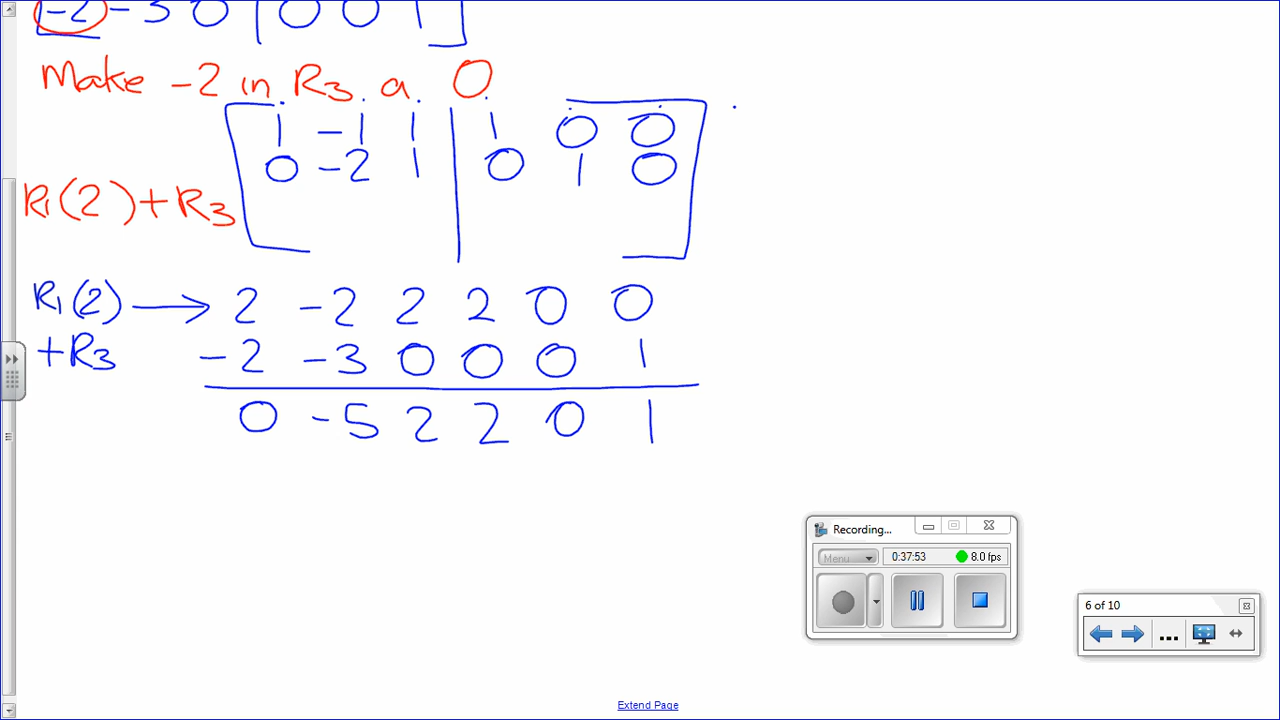 -2 -3 0 | 0 0 1
Make -2 in R3 a 0
1 -1 1 | 1 0 0
0 -2 1 | 0 1 0
R1(2)+R3
R1(2) → 2 -2 2 2 0 0
+R3 -2 -3 0 0 0 1
0 -5 2 2 0 1
Recording...
Menu 0:37:53 8.0 fps
6 of 10
...
Extend Page